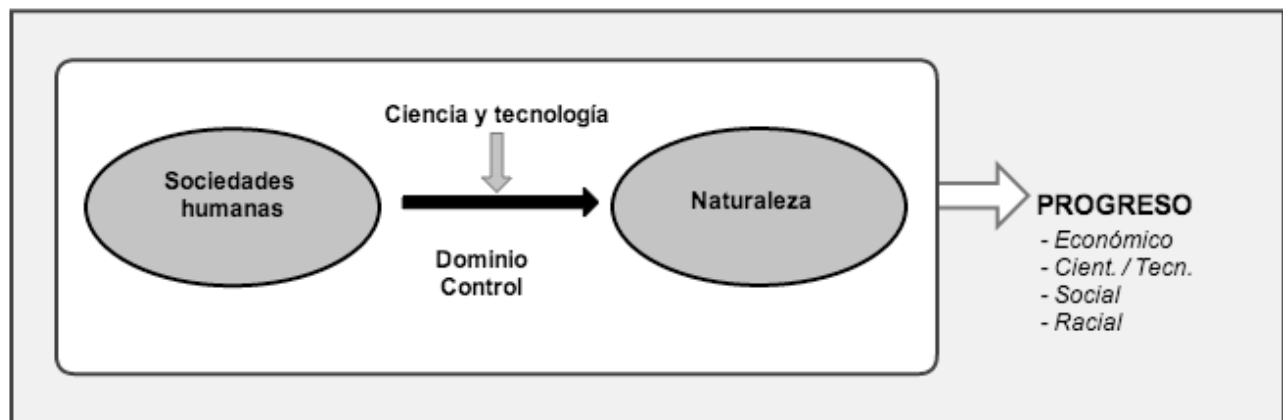 Ciencia y tecnología
Sociedades
humanas
Naturaleza
Dominio
Control
PROGRESO
- Económico
- Cient. / Tecn.
- Social
- Racial